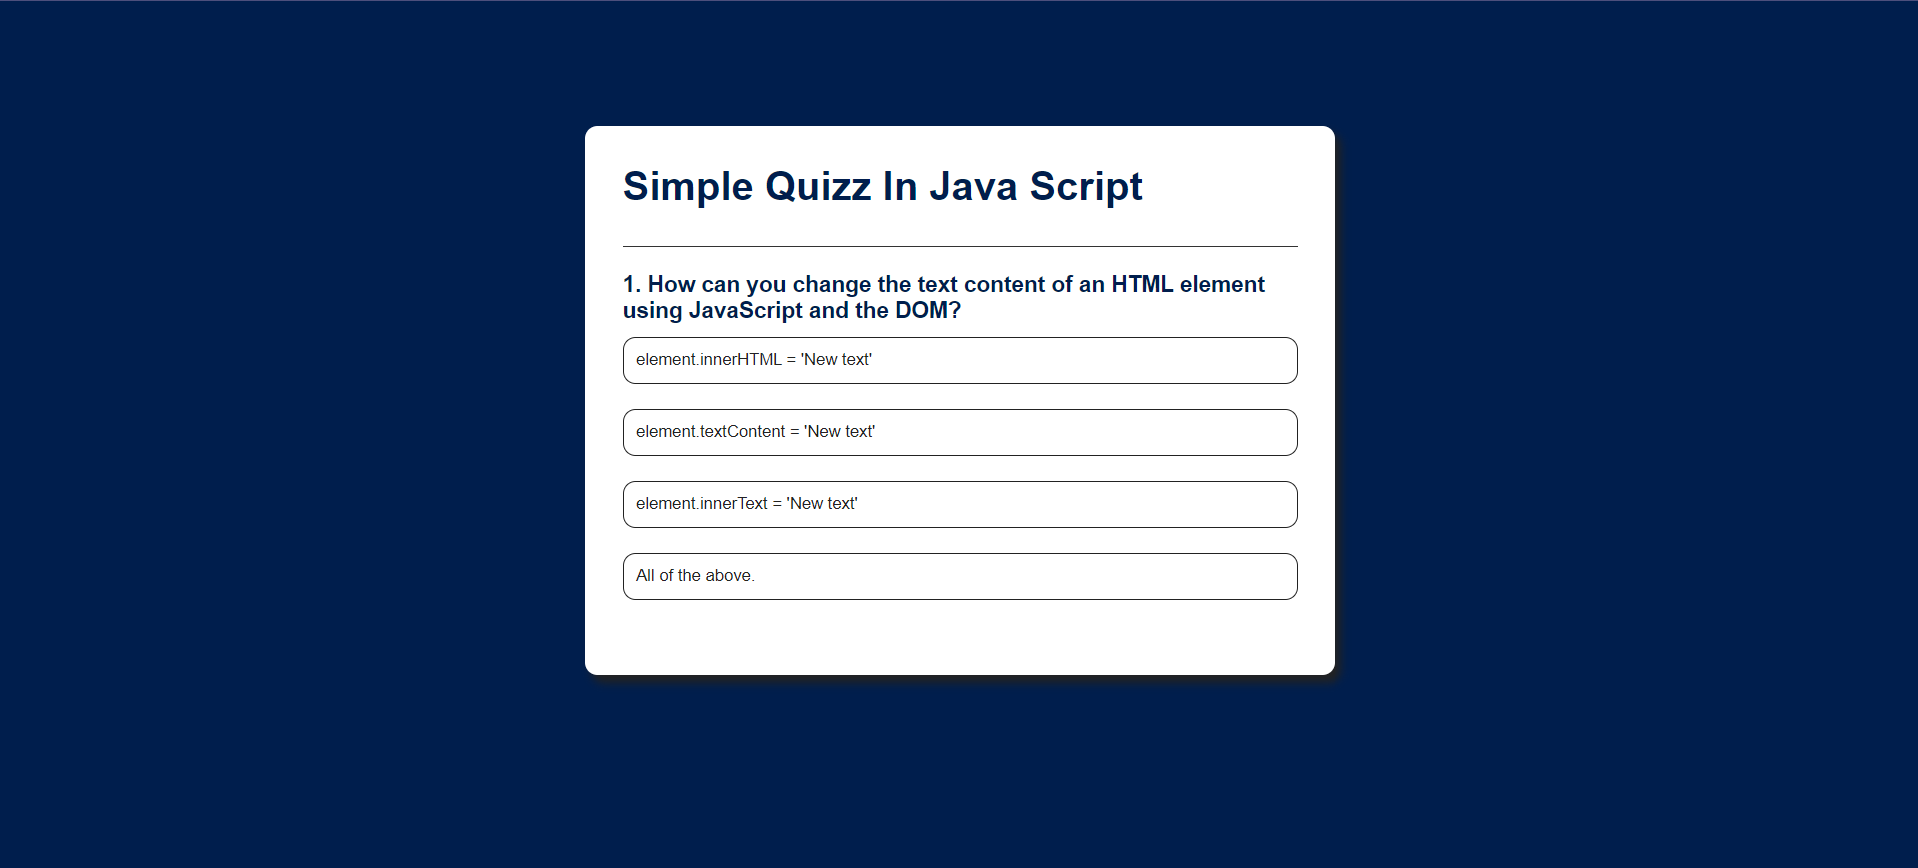 Simple Quizz In Java Script
1. How can you change the text content of an HTML element
using JavaScript and the DOM?
element.innerHTML = 'New text'
element.textContent = 'New text'
element.innerText = 'New text'
All of the above.